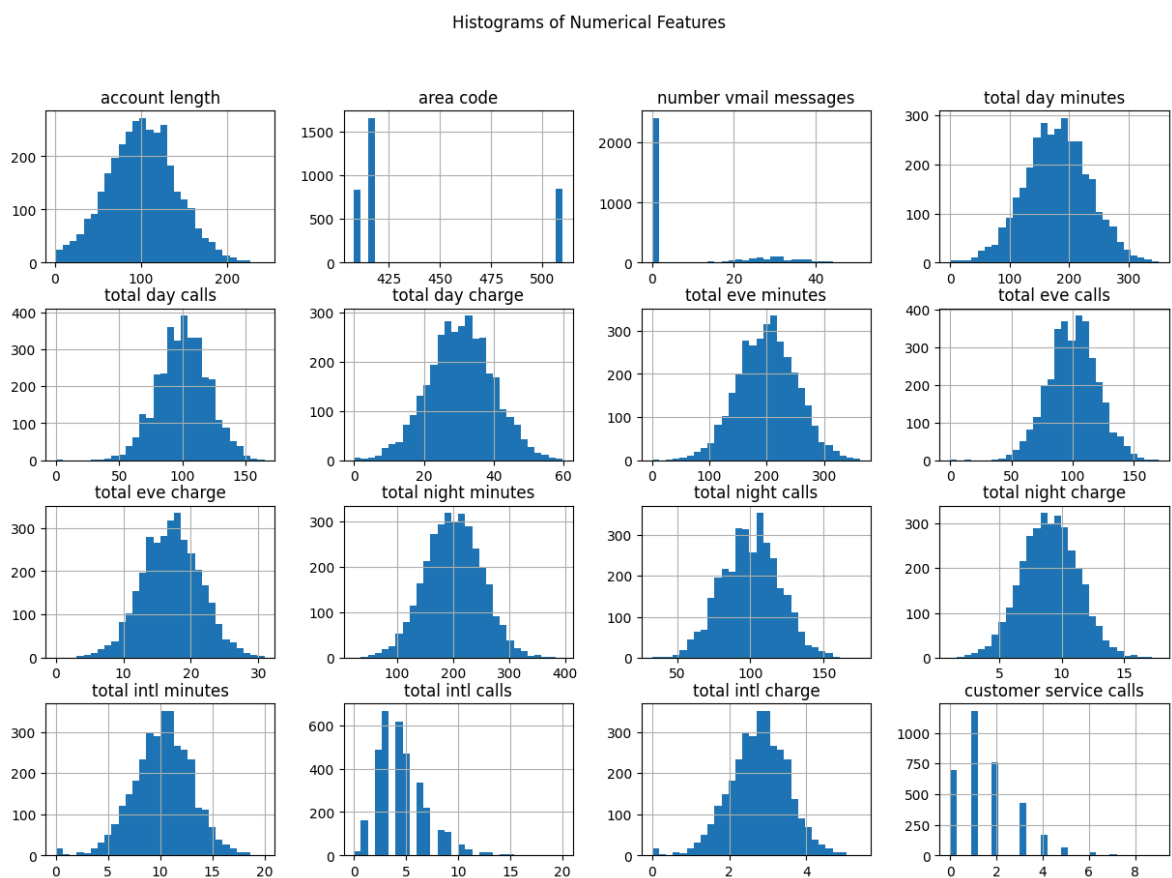 Histograms of Numerical Features
account length area code number vmail messages total day minutes
200 100 0
0 100 200
1500 1000 500 0
425 450 475 500
2000 1000 0
0 20 40
300 200 100 0
0 100 200 300
total day calls total day charge total eve minutes total eve calls
400 300 200 100 0
0 50 100 150
300 200 100 0
0 20 40 60
300 200 100 0
0 100 200 300
400 300 200 100 0
0 50 100 150
total eve charge total night minutes total night calls total night charge
300 200 100 0
0 10 20 30
300 200 100 0
100 200 300 400
300 200 100 0
50 100 150
300 200 100 0
5 10 15
total intl minutes total intl calls total intl charge customer service calls
300 200 100 0
0 5 10 15 20
600 400 200 0
0 5 10 15 20
300 200 100 0
0 2 4
1000 750 500 250 0
0 2 4 6 8